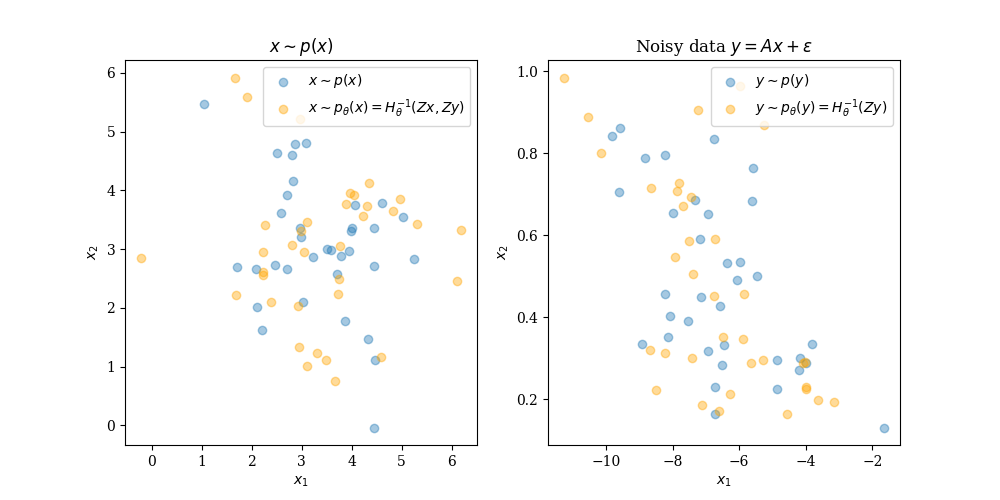 x ∼ p(x)
x ∼ p(x)
x ∼ p_θ(x) = H_θ^{-1}(Zx, Zy)
x_2
6
5
4
3
2
1
0
0 1 2 3 4 5 6
x_1
Noisy data y = Ax + ε
y ∼ p(y)
y ∼ p_θ(y) = H_θ^{-1}(Zy)
x_2
1.0
0.8
0.6
0.4
0.2
−10 −8 −6 −4 −2
x_1